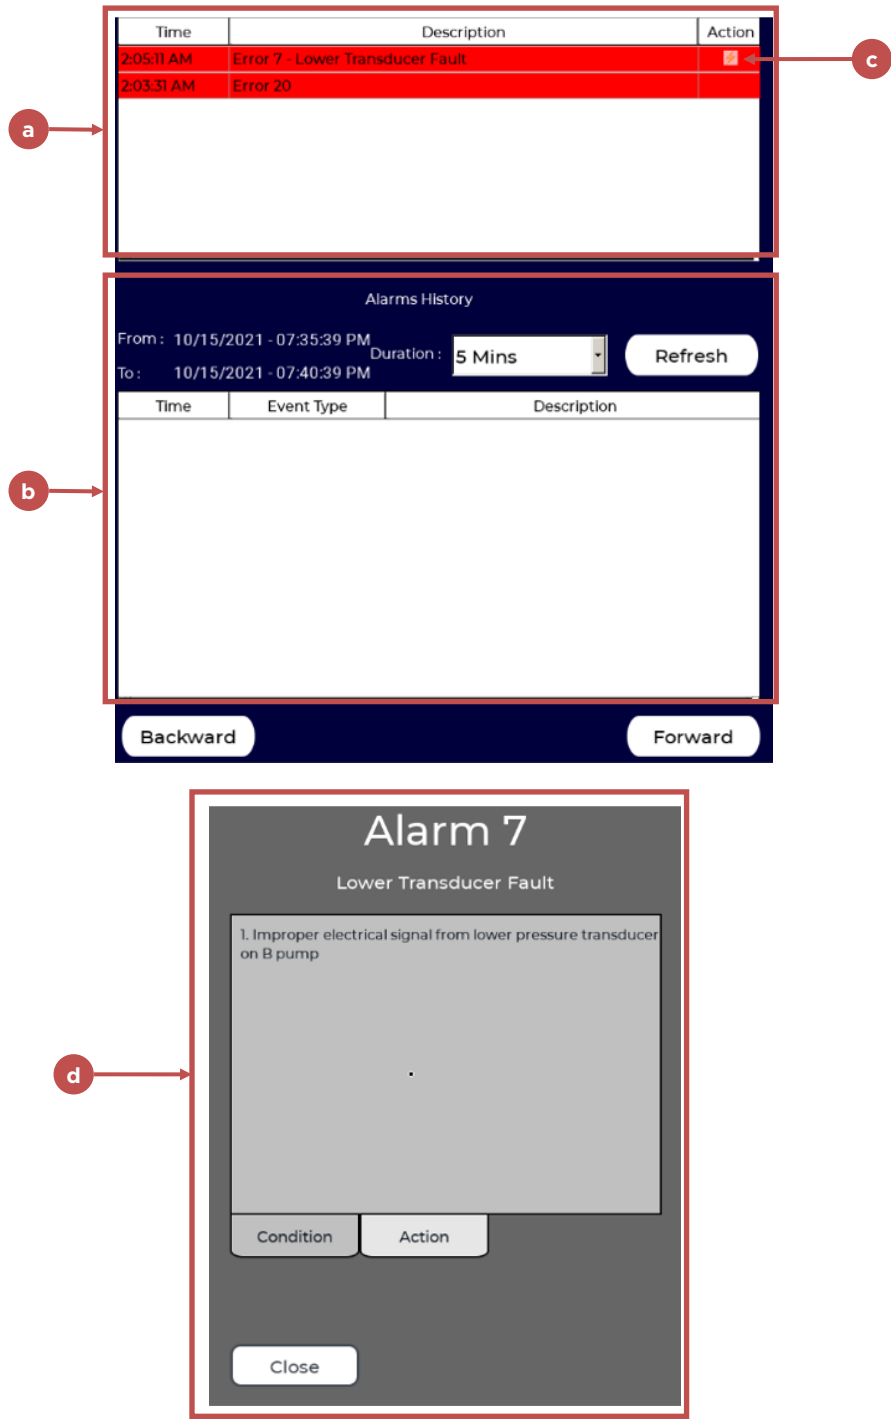 Time Description Action
2:05:11 AM Error 7 - Lower Transducer Fault
c
2:03:31 AM Error 20
a
Alarms History
From : 10/15/2021 - 07:35:39 PM
Duration : 5 Mins Refresh
To : 10/15/2021 - 07:40:39 PM
Time Event Type Description
b
Backward Forward
Alarm 7
Lower Transducer Fault
1. Improper electrical signal from lower pressure transducer
on B pump
d
Condition Action
Close